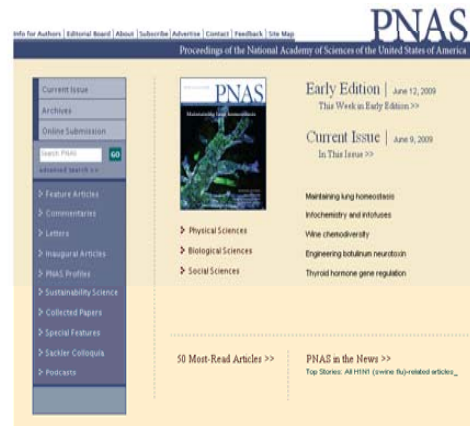 PNAS
Info for Authors | Editorial Board | About | Subscribe | Advertise | Contact | Feedback | Site Map
Proceedings of the National Academy of Sciences of the United States of America
Current Issue
Archives
Online Submission
Search PNAS GO
advanced search >>
Feature Articles
Commentaries
Letters
Inaugural Articles
PNAS Profiles
Sustainability Science
Collected Papers
Special Features
Sackler Colloquia
Podcasts
PNAS
Maintaining lung homeostasis
Physical Sciences
Biological Sciences
Social Sciences
Early Edition | June 12, 2009
This Week in Early Edition >>
Current Issue | June 9, 2009
In This Issue >>
Maintaining lung homeostasis
Infochemistry and infofuses
Wine chemodiversity
Engineering botulinum neurotoxin
Thyroid hormone gene regulation
50 Most-Read Articles >>
PNAS in the News >>
Top Stories: All H1N1 (swine flu)-related articles_